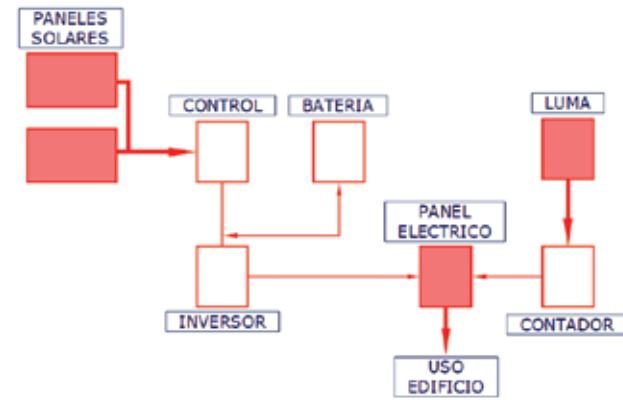 PANELES
SOLARES
CONTROL
BATERIA
LUMA
PANEL
ELECTRICO
INVERSOR
CONTADOR
USO
EDIFICIO